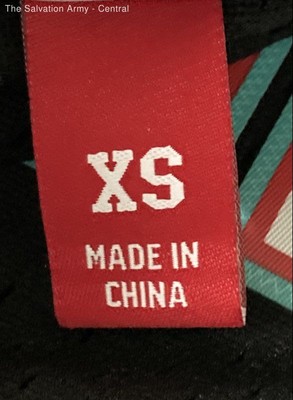 The Salvation Army - Central
XS
MADE IN
CHINA